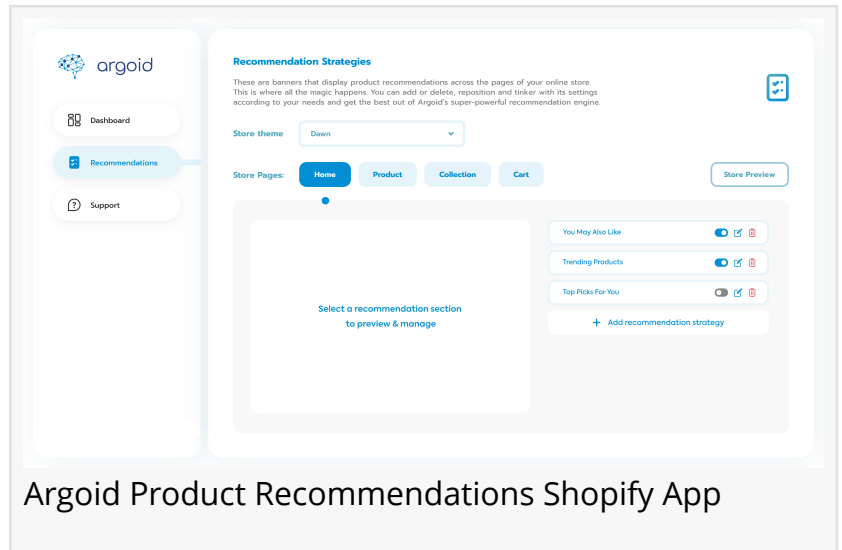 argoid
Dashboard
Recommendations
Support
Recommendation Strategies
These are banners that display product recommendations across the pages of your online store.
This is where all the magic happens. You can add or delete, reposition and tinker with its settings
according to your needs and get the best out of Argoid's super-powerful recommendation engine.
Store theme Dawn
Store Pages: Home Product Collection Cart Store Preview
Select a recommendation section
to preview & manage
You May Also Like
Trending Products
Top Picks For You
+ Add recommendation strategy
Argoid Product Recommendations Shopify App